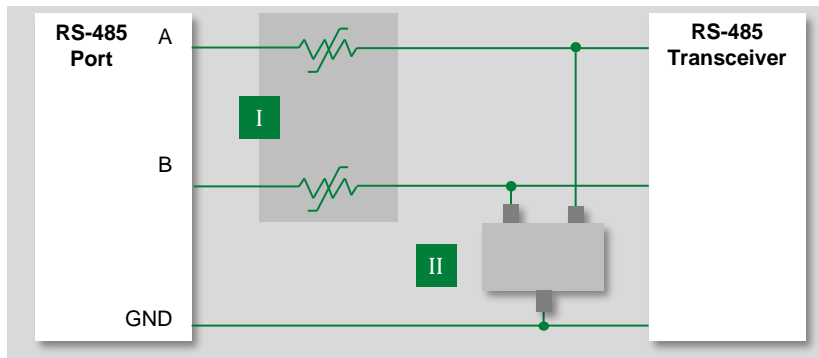 RS-485
Port
A
RS-485
Transceiver
I
B
II
GND